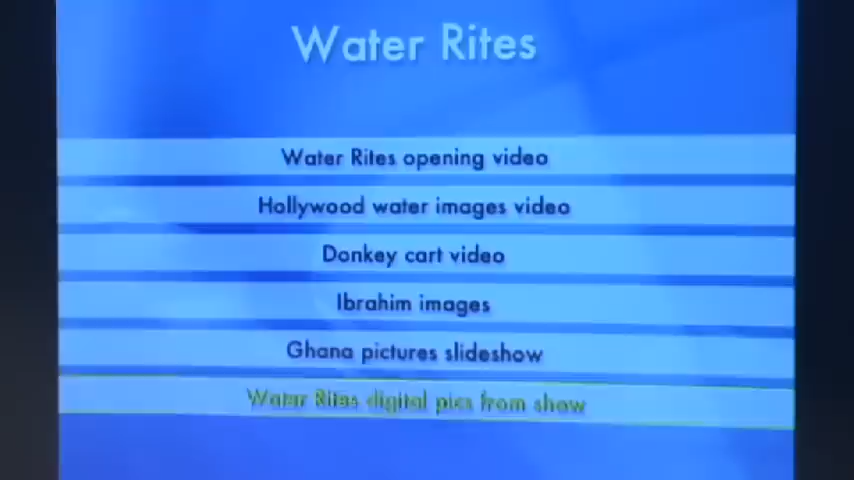 Water Rites
Water Rites opening video
Hollywood water images video
Donkey cart video
Ibrahim images
Ghana pictures slideshow
Water Rites digital pics from show